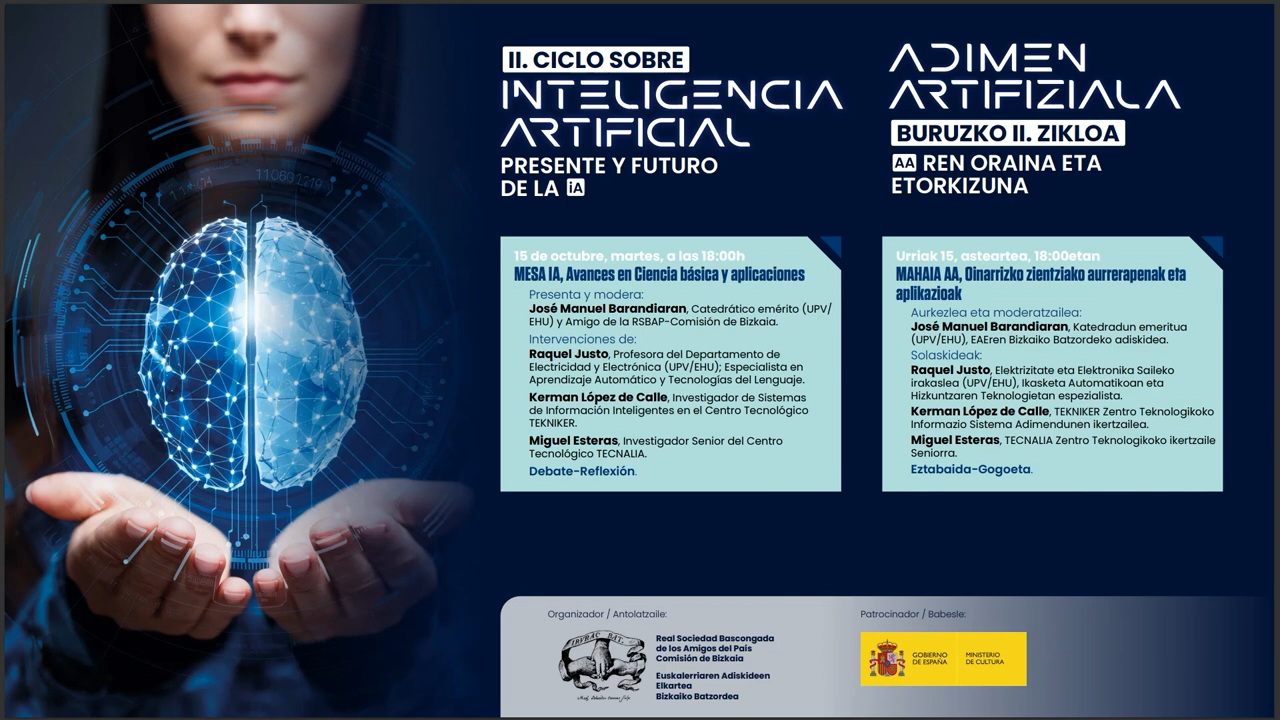 II. CICLO SOBRE
INTELIGENCIA
ARTIFICIAL
PRESENTE Y FUTURO
DE LA iA
ADIMEN
ARTIFIZIALA
BURUZKO II. ZIKLOA
AA REN ORAINA ETA
ETORKIZUNA
15 de octubre, martes, a las 18:00h
MESA IA, Avances en Ciencia básica y aplicaciones
Presenta y modera:
José Manuel Barandiaran, Catedrático emérito (UPV/
EHU) y Amigo de la RSBAP-Comisión de Bizkaia.
Intervenciones de:
Raquel Justo, Profesora del Departamento de
Electricidad y Electrónica (UPV/EHU); Especialista en
Aprendizaje Automático y Tecnologías del Lenguaje.
Kerman López de Calle, Investigador de Sistemas
de Información Inteligentes en el Centro Tecnológico
TEKNIKER.
Miguel Esteras, Investigador Senior del Centro
Tecnológico TECNALIA.
Debate-Reflexión.
Urriak 15, asteartea, 18:00etan
MAHAIA AA, Oinarrizko zientziako aurrerapenak eta
aplikazioak
Aurkezlea eta moderatzailea:
José Manuel Barandiaran, Katedradun emeritua
(UPV/EHU), EAEren Bizkaiko Batzordeko adiskidea.
Solaskideak:
Raquel Justo, Elektrizitate eta Elektronika Saileko
irakaslea (UPV/EHU), Ikasketa Automatikoan eta
Hizkuntzaren Teknologietan espezialista.
Kerman López de Calle, TEKNIKER Zentro Teknologikoko
Informazio Sistema Adimendunen ikertzailea.
Miguel Esteras, TECNALIA Zentro Teknologikoko ikertzaile
Seniorra.
Eztabaida-Gogoeta.
Organizador / Antolatzaile:
IRURAC BAT
Real Sociedad Bascongada
de los Amigos del País
Comisión de Bizkaia
Euskalerriaren Adiskideen
Elkartea
Bizkaiko Batzordea
Patrocinador / Babesle:
GOBIERNO
DE ESPAÑA
MINISTERIO
DE CULTURA